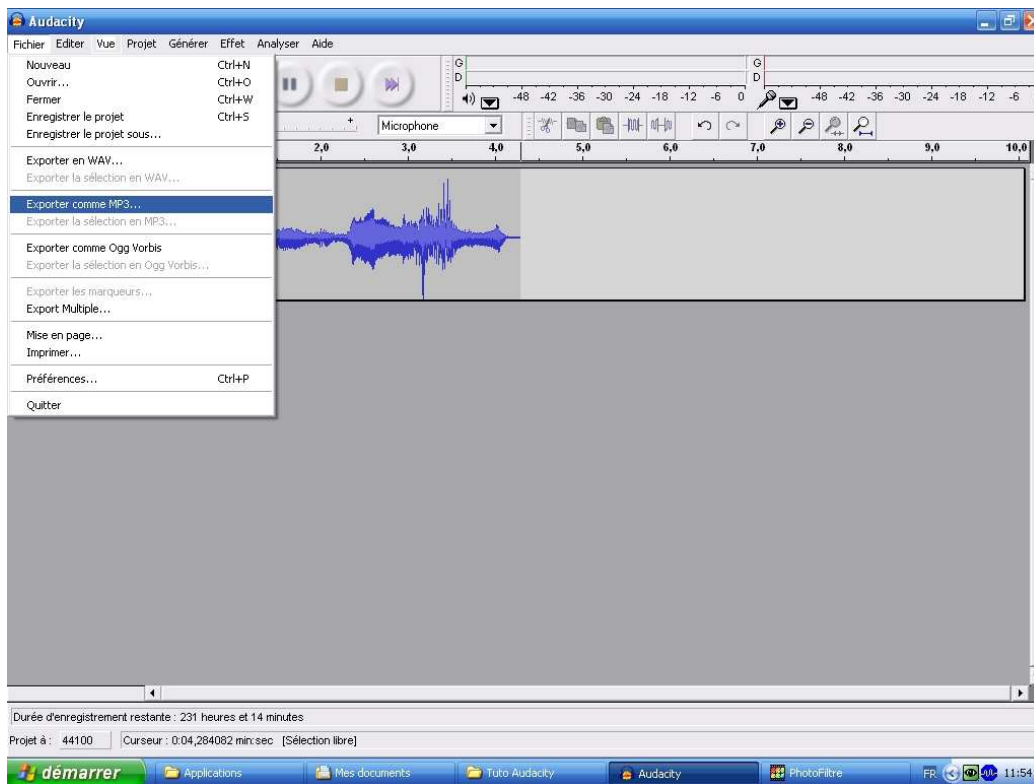 Audacity
Fichier Editer Vue Projet Générer Effet Analyser Aide
Nouveau Ctrl+N
Ouvrir... Ctrl+O
Fermer Ctrl+W
Enregistrer le projet Ctrl+S
Enregistrer le projet sous...
Exporter en WAV...
Exporter la sélection en WAV...
Exporter comme MP3...
Exporter la sélection en MP3...
Exporter comme Ogg Vorbis
Exporter la sélection en Ogg Vorbis...
Exporter les marqueurs...
Export Multiple...
Mise en page...
Imprimer...
Préférences... Ctrl+P
Quitter
G G
D D
-48 -42 -36 -30 -24 -18 -12 -6 0 -48 -42 -36 -30 -24 -18 -12 -6
+ Microphone
2,0 3,0 4,0 5,0 6,0 7,0 8,0 9,0 10,0
Durée d'enregistrement restante : 231 heures et 14 minutes
Projet à : 44100 Curseur : 0:04,284082 min:sec [Sélection libre]
démarrer Applications Mes documents Tuto Audacity Audacity PhotoFiltre FR 11:54